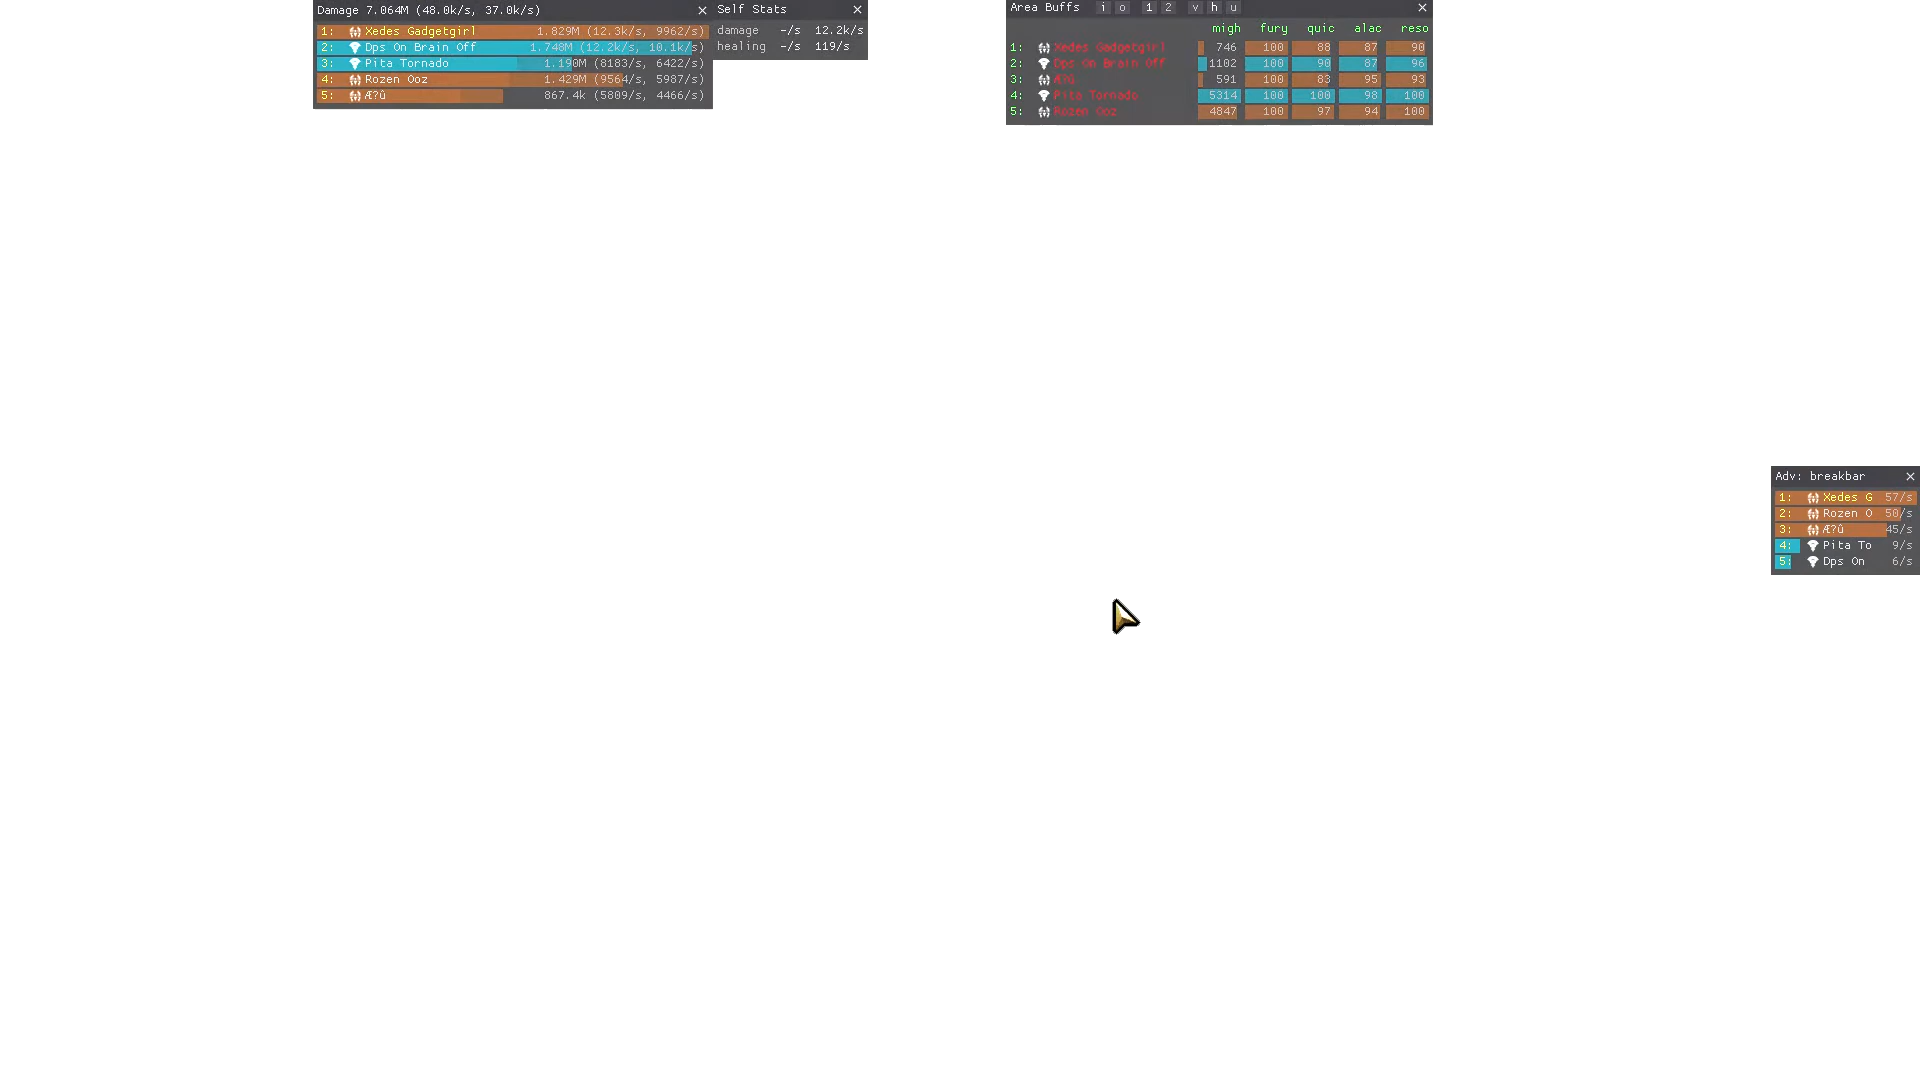 Damage 7.064M (48.0k/s, 37.0k/s)
1: Xedes Gadgetgirl 1.829M (12.3k/s, 9962/s)
2: Dps On Brain Off 1.748M (12.2k/s, 10.1k/s)
3: Pita Tornado 1.190M (8183/s, 6422/s)
4: Rozen Ooz 1.429M (9564/s, 5987/s)
5: Æ?û 867.4k (5809/s, 4466/s)
Self Stats
damage -/s 12.2k/s
healing -/s 119/s
Area Buffs i o 1 2 v h u
migh fury quic alac reso
1: Xedes Gadgetgirl 746 100 88 87 90
2: Dps On Brain Off 1102 100 90 87 96
3: Æ?û 591 100 83 95 93
4: Pita Tornado 5314 100 100 98 100
5: Rozen Ooz 4847 100 97 94 100
Adv: breakbar
1: Xedes G 57/s
2: Rozen O 50/s
3: Æ?û 45/s
4: Pita To 9/s
5: Dps On 6/s